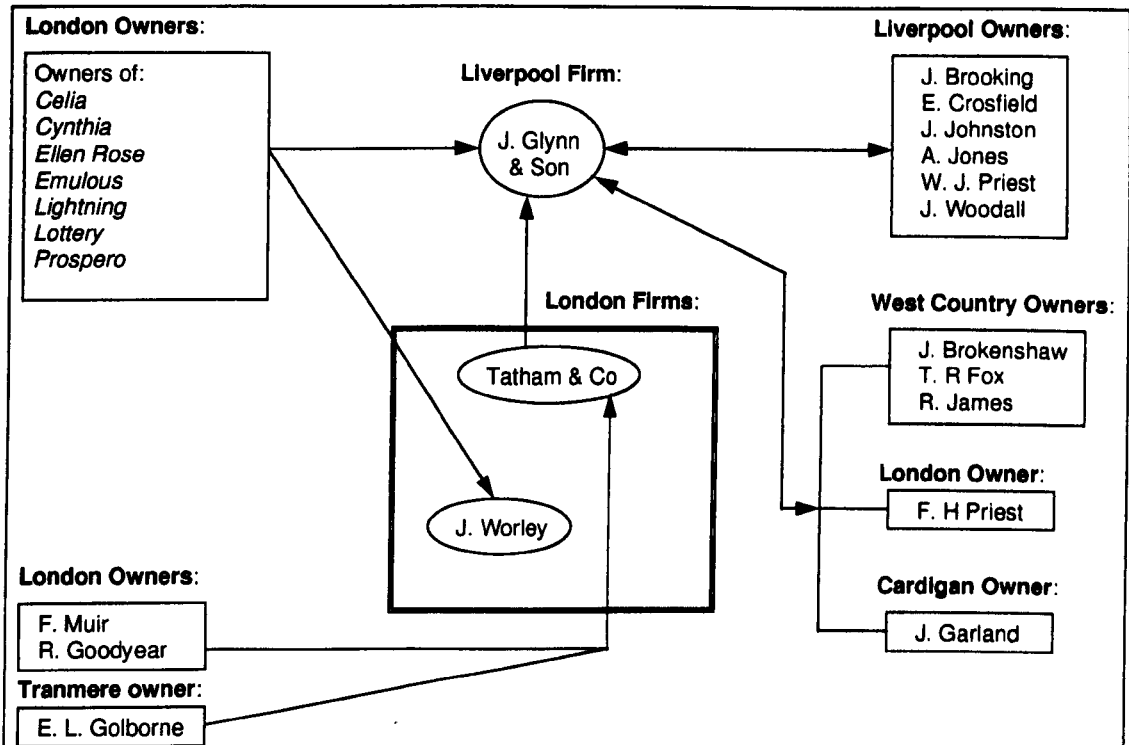 London Owners:
Owners of:
Celia
Cynthia
Ellen Rose
Emulous
Lightning
Lottery
Prospero
Liverpool Firm:
J. Glynn
& Son
Liverpool Owners:
J. Brooking
E. Crosfield
J. Johnston
A. Jones
W. J. Priest
J. Woodall
London Firms:
Tatham & Co
J. Worley
West Country Owners:
J. Brokenshaw
T. R Fox
R. James
London Owner:
F. H Priest
Cardigan Owner:
J. Garland
London Owners:
F. Muir
R. Goodyear
Tranmere owner:
E. L. Golborne